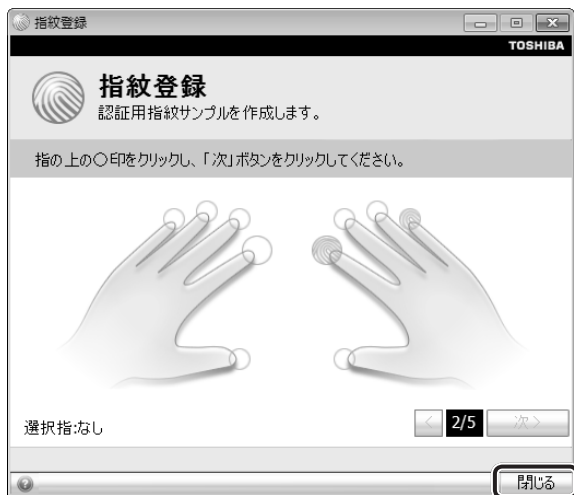 指紋登録
TOSHIBA
指紋登録
認証用指紋サンプルを作成します。
指の上の○印をクリックし、「次」ボタンをクリックしてください。
選択指:なし
< 2/5 次 >
? 閉じる